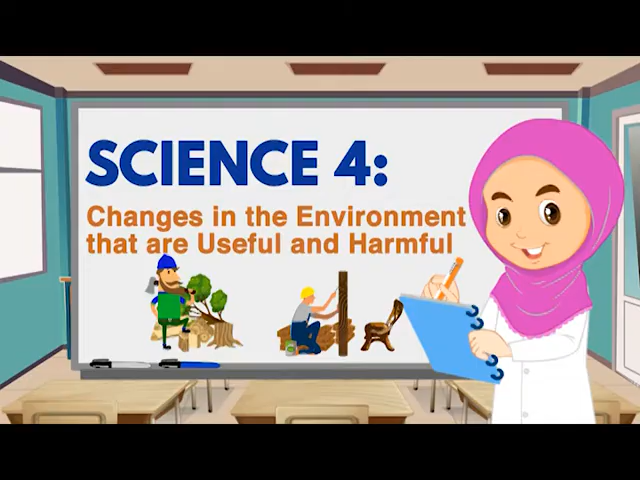 SCIENCE 4:
Changes in the Environment
that are Useful and Harmful